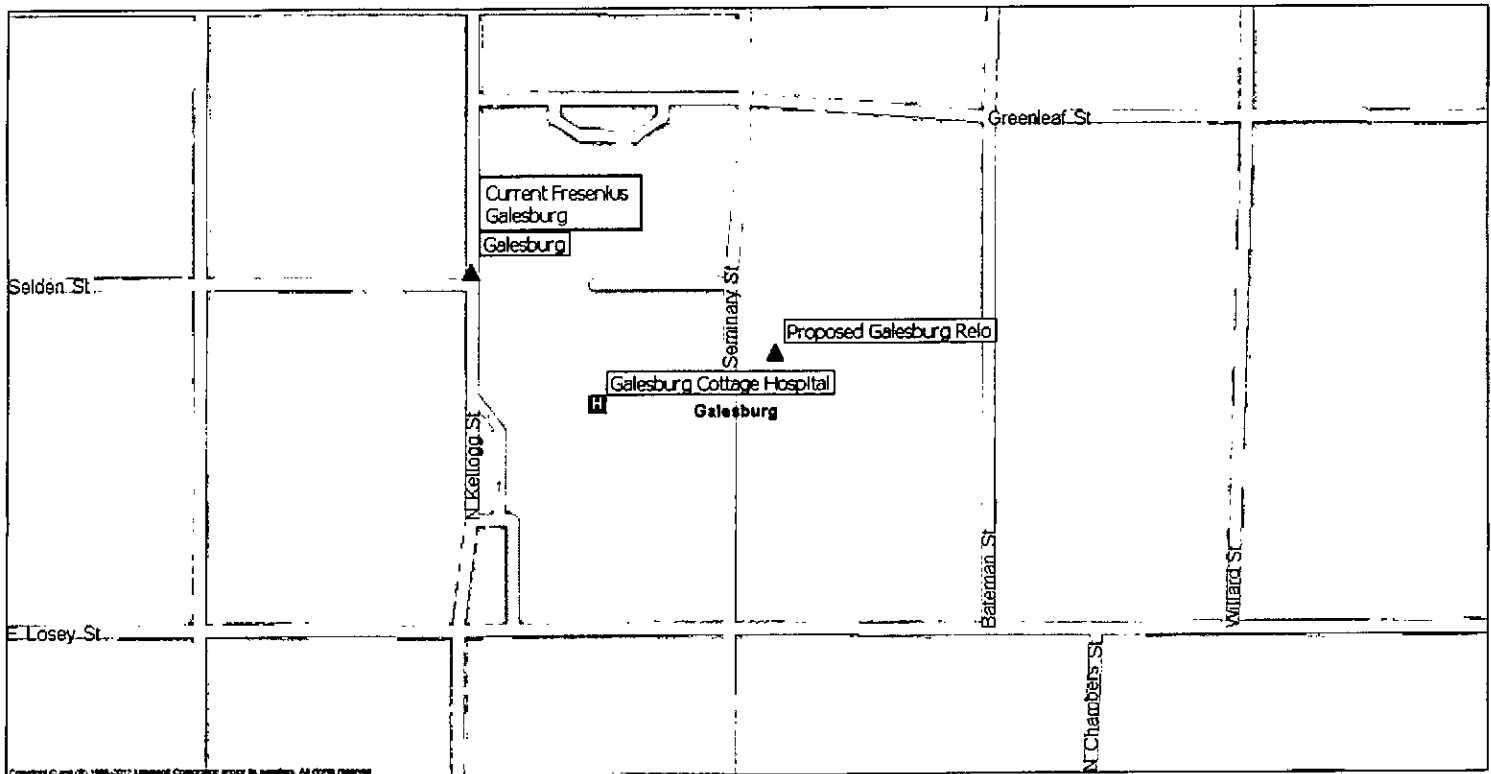 Greenleaf St
Current Fresenius
Galesburg
Galesburg
Selden St
Seminary St
Proposed Galesburg Relo
Galesburg Cottage Hospital
H
Galesburg
N Kellogg St
Bateman St
Willard St
E Losey St
N Chambers St